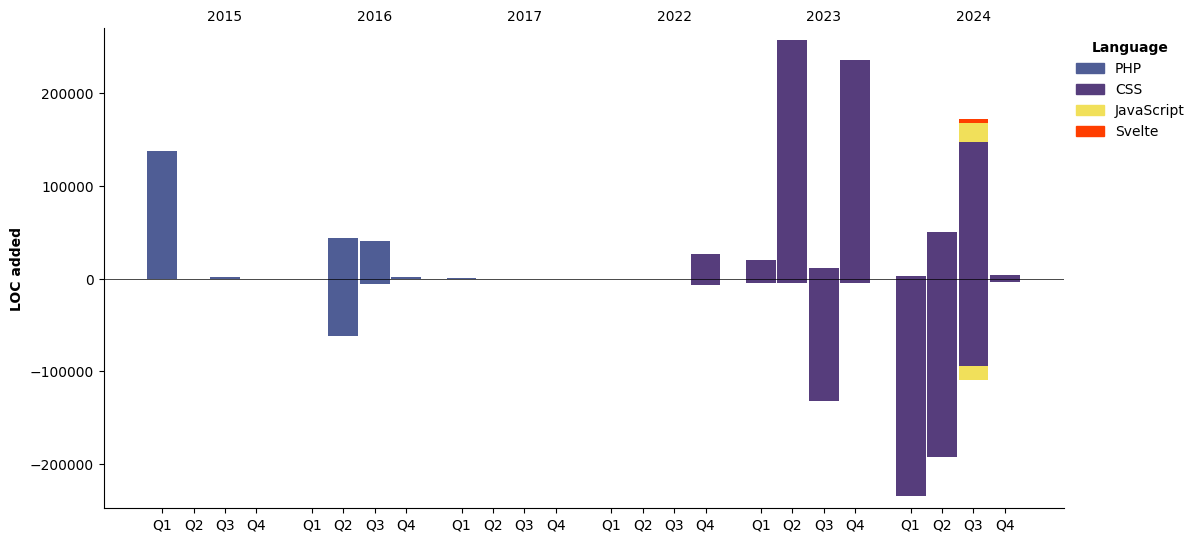 2015 2016 2017 2022 2023 2024
Language
PHP
CSS
JavaScript
Svelte
LOC added
200000
100000
0
−100000
−200000
Q1 Q2 Q3 Q4 Q1 Q2 Q3 Q4 Q1 Q2 Q3 Q4 Q1 Q2 Q3 Q4 Q1 Q2 Q3 Q4 Q1 Q2 Q3 Q4